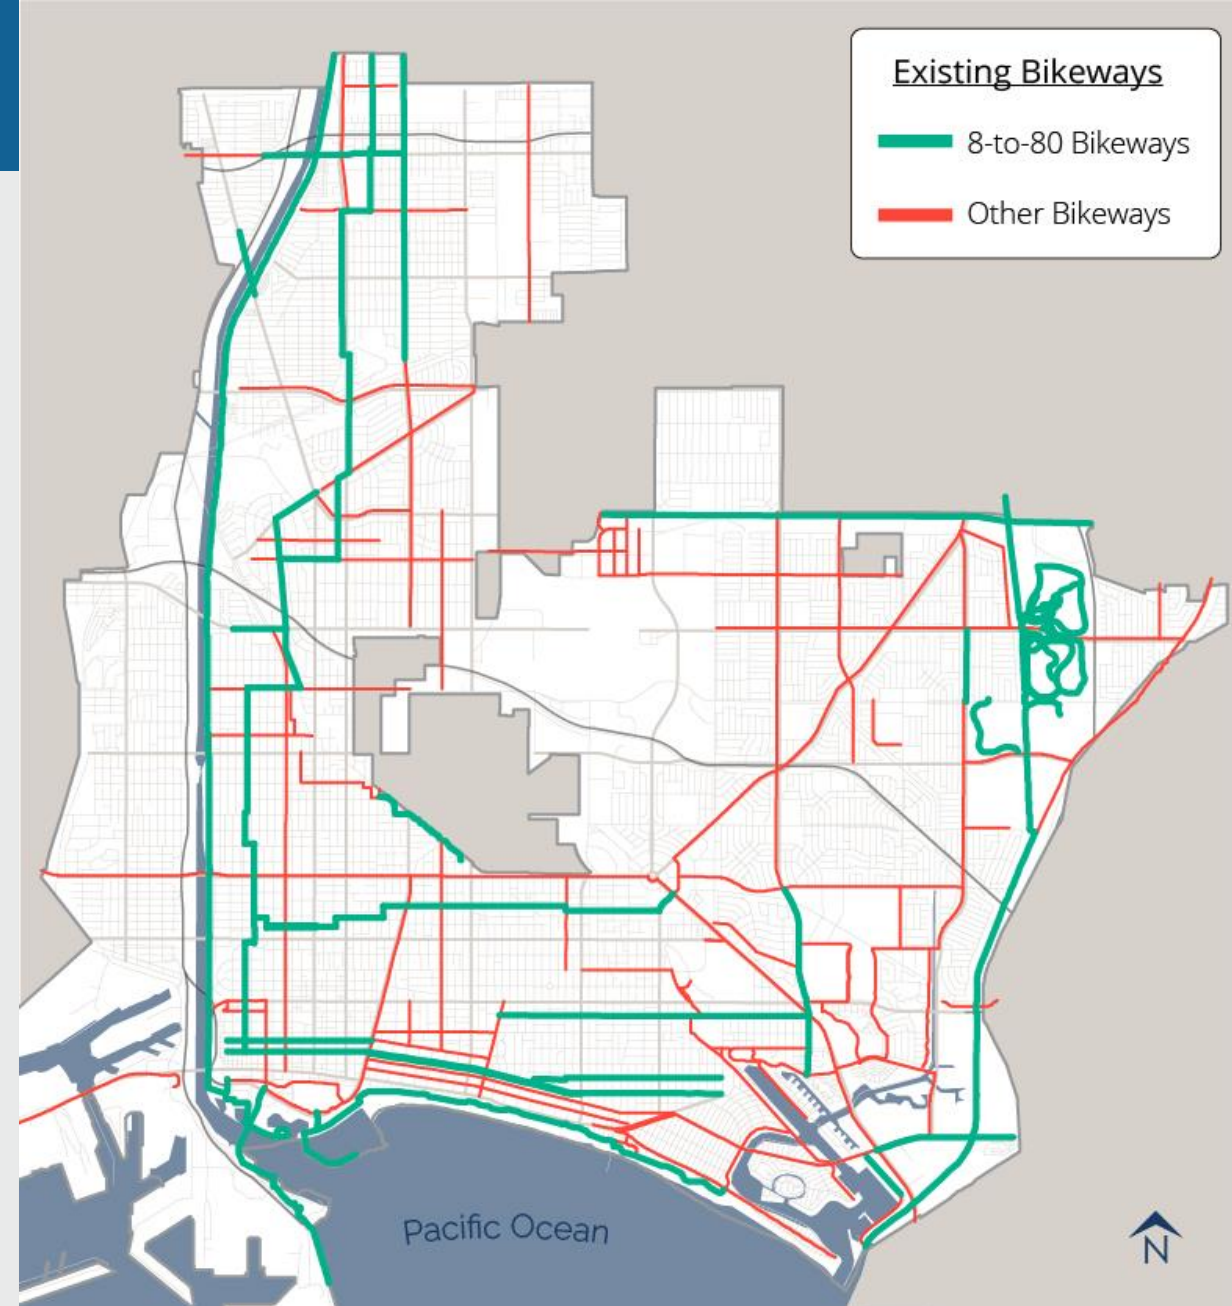 Existing Bikeways
8-to-80 Bikeways
Other Bikeways
Pacific Ocean
N